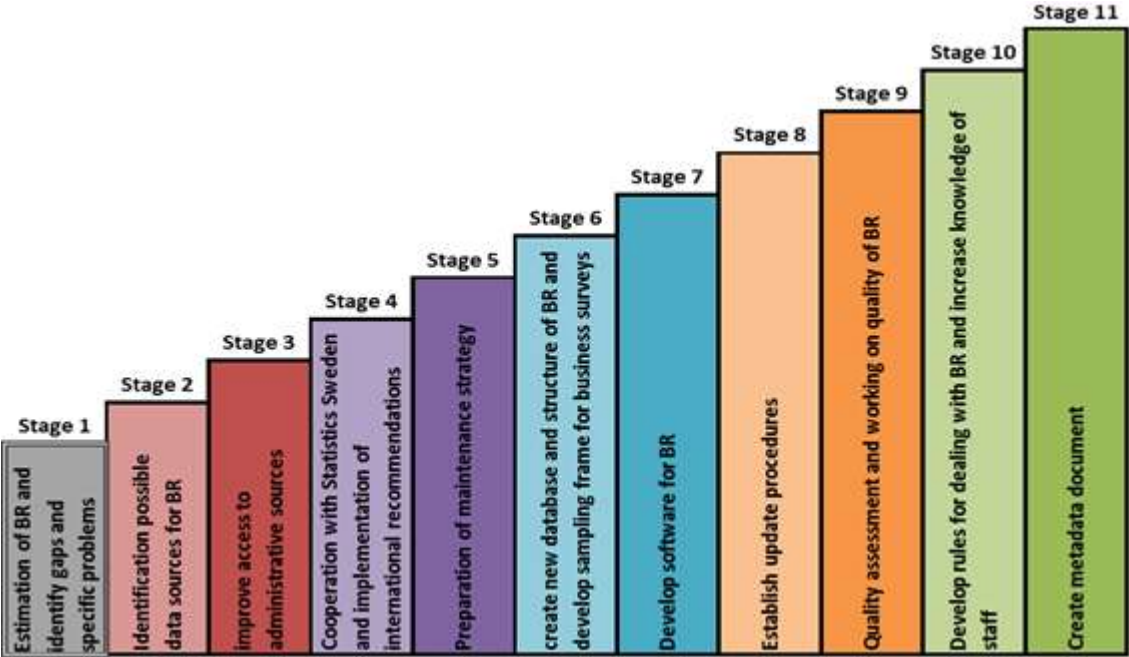 Stage 1
Estimation of BR and
identify gaps and
specific problems
Stage 2
Identification possible
data sources for BR
Stage 3
improve access to
administrative sources
Stage 4
Cooperation with Statistics Sweden
and implementation of
international recommendations
Stage 5
Preparation of maintenance strategy
Stage 6
create new database and structure of BR and
develop sampling frame for business surveys
Stage 7
Develop software for BR
Stage 8
Establish update procedures
Stage 9
Quality assessment and working on quality of BR
Stage 10
Develop rules for dealing with BR and increase knowledge of
staff
Stage 11
Create metadata document